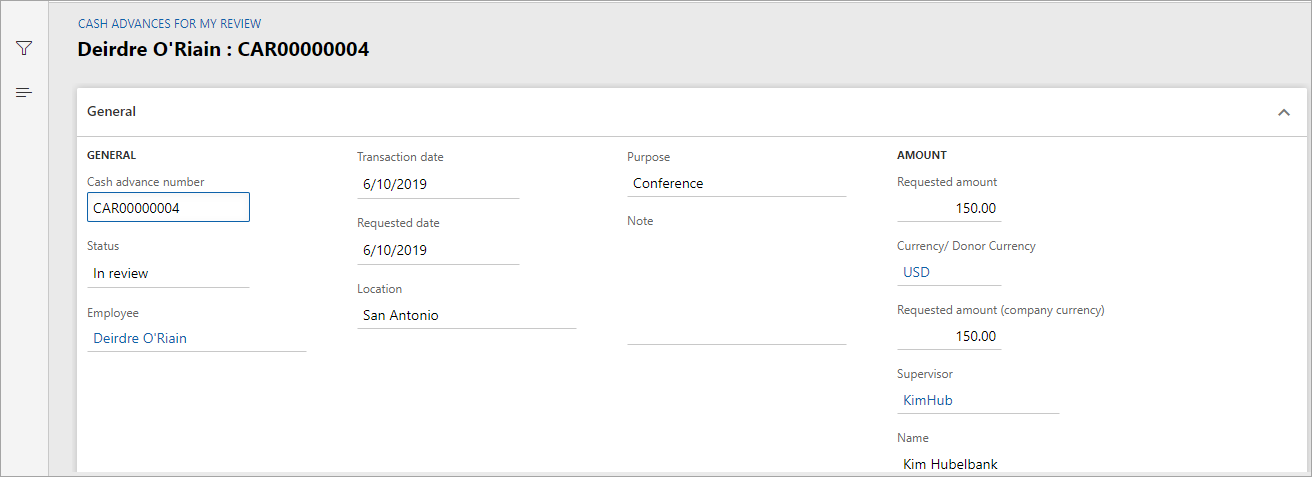 CASH ADVANCES FOR MY REVIEW
Deirdre O'Riain : CAR00000004
General
GENERAL
Cash advance number
CAR00000004
Status
In review
Employee
Deirdre O'Riain
Transaction date
6/10/2019
Requested date
6/10/2019
Location
San Antonio
Purpose
Conference
Note
AMOUNT
Requested amount
150.00
Currency/ Donor Currency
USD
Requested amount (company currency)
150.00
Supervisor
KimHub
Name
Kim Hubelbank